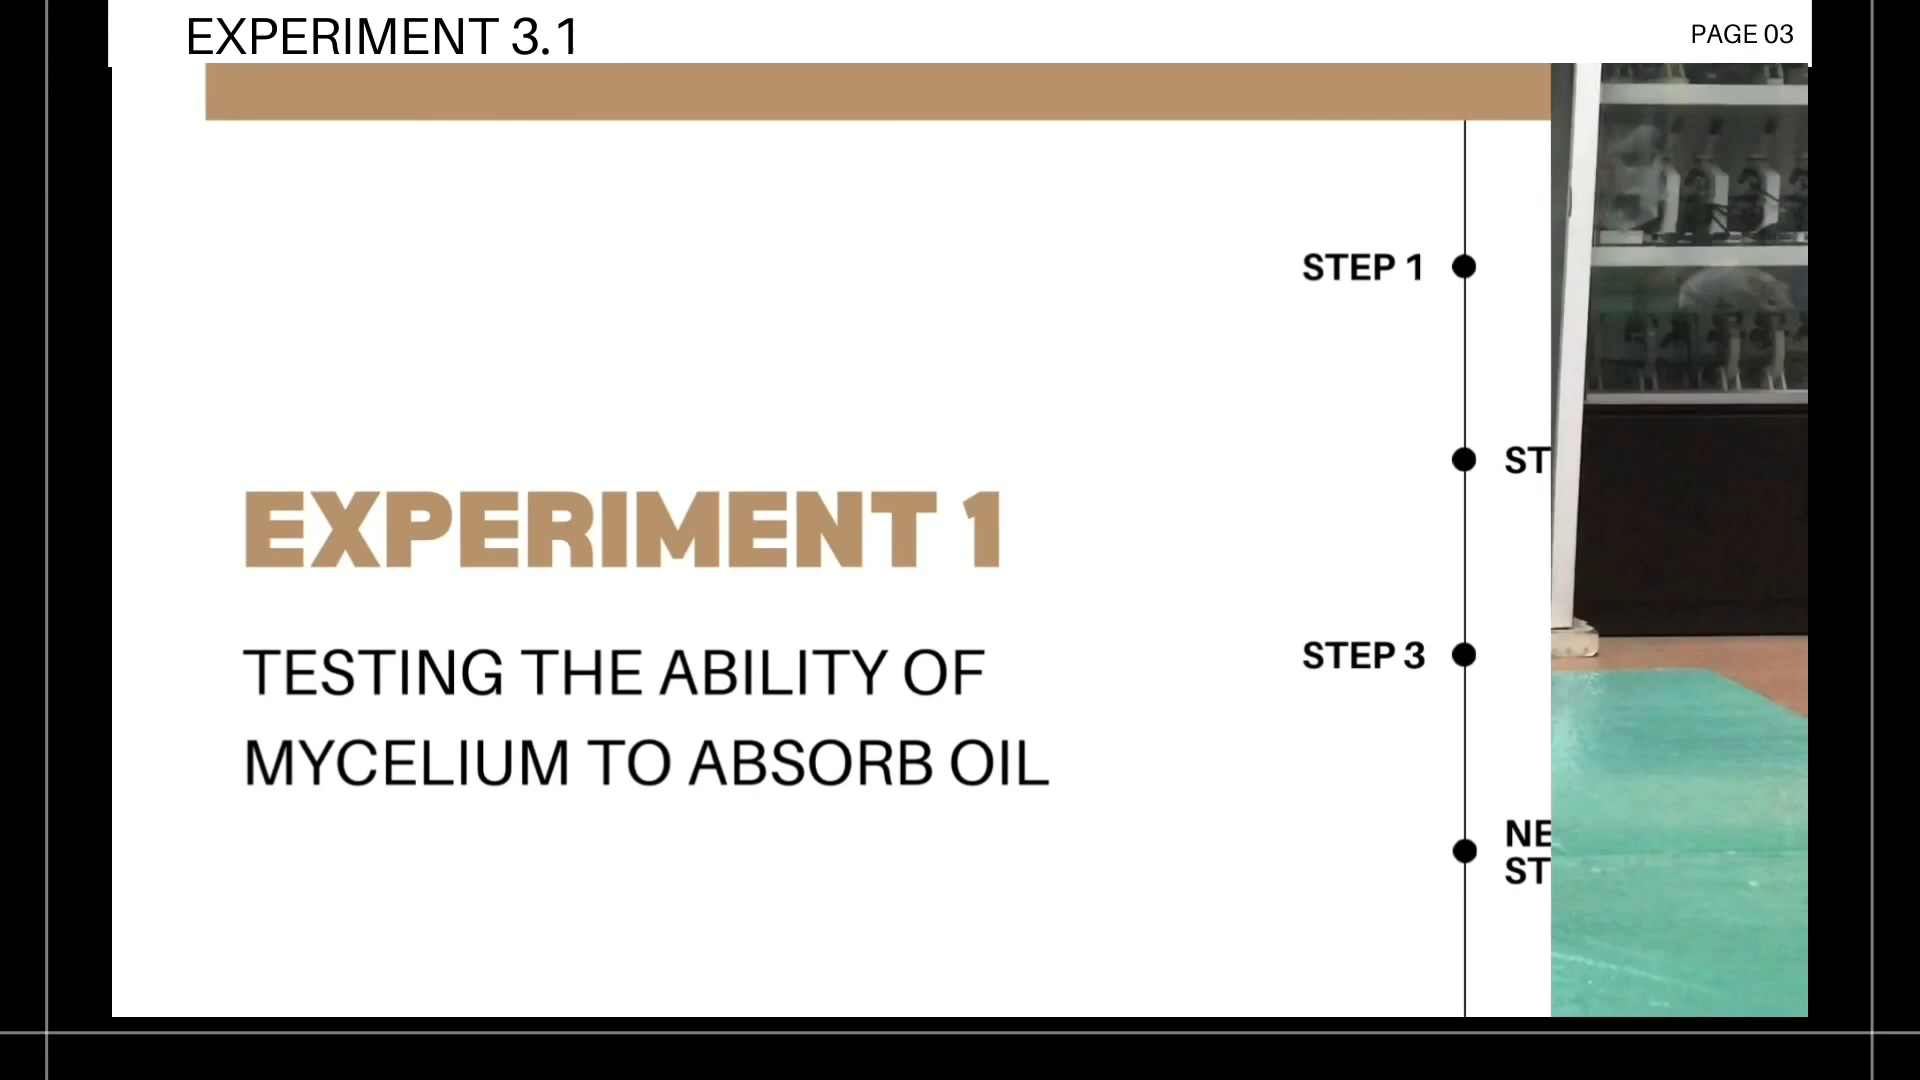 EXPERIMENT 3.1
PAGE 03
STEP 1
ST
EXPERIMENT 1
TESTING THE ABILITY OF
MYCELIUM TO ABSORB OIL
STEP 3
NE
ST